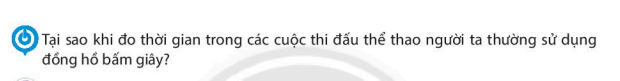 Tại sao khi đo thời gian trong các cuộc thi đấu thể thao người ta thường sử dụng
đồng hồ bấm giây?